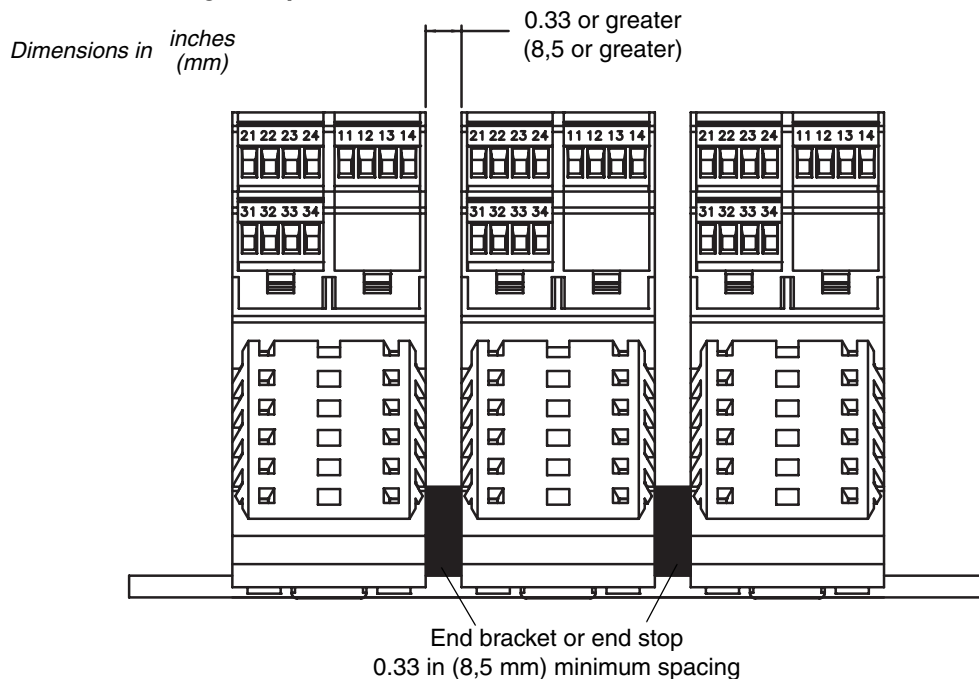 0.33 or greater
(8,5 or greater)
Dimensions in inches
(mm)
21 22 23 24 11 12 13 14 21 22 23 24 11 12 13 14 21 22 23 24 11 12 13 14
31 32 33 34 31 32 33 34 31 32 33 34
End bracket or end stop
0.33 in (8,5 mm) minimum spacing